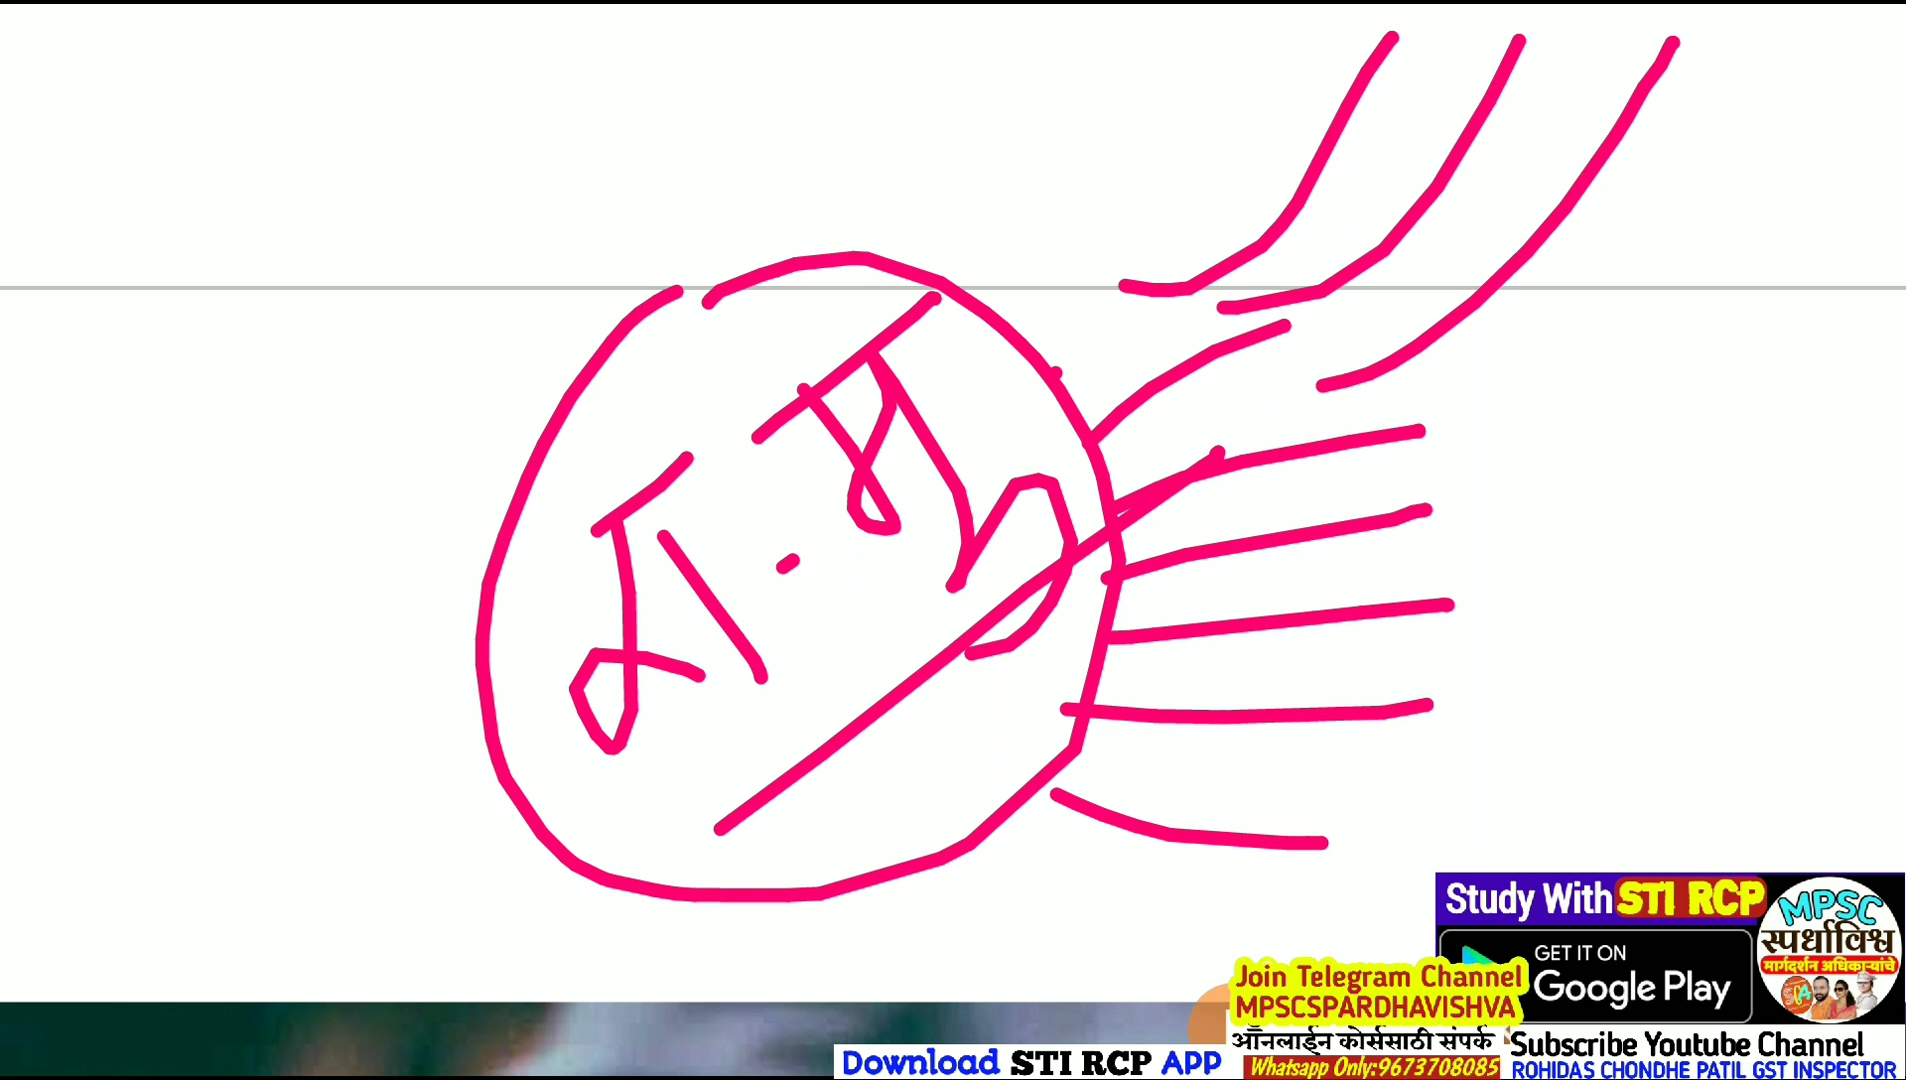 रा. सू
Study With STI RCP
MPSC
स्पर्धाविश्व
मार्गदर्शन अधिकाऱ्यांचे
GET IT ON
Google Play
Join Telegram Channel
MPSCSPARDHAVISHVA
ऑनलाईन कोर्ससाठी संपर्क
Whatsapp Only:9673708085
Download STI RCP APP
Subscribe Youtube Channel
ROHIDAS CHONDHE PATIL GST INSPECTOR